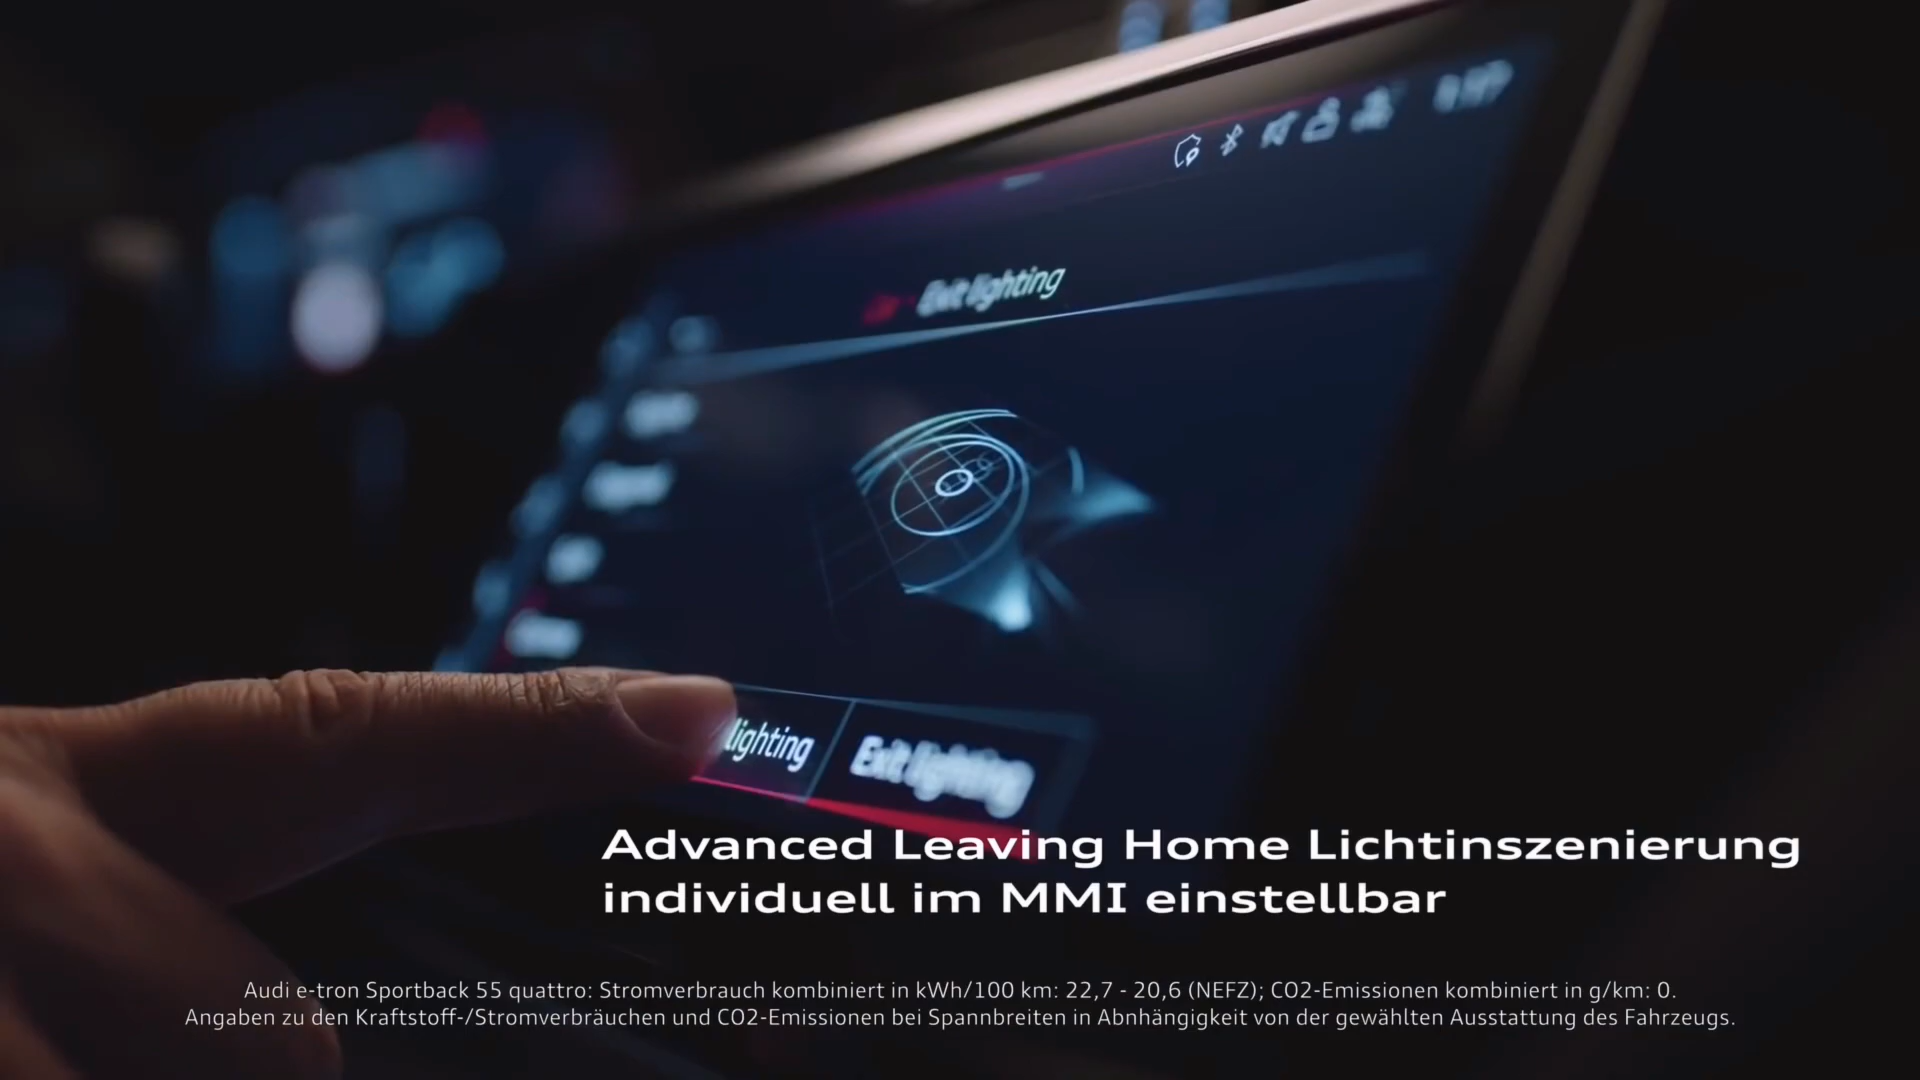 Exit lighting
lighting
Exit lighting
Advanced Leaving Home Lichtinszenierung
individuell im MMI einstellbar
Audi e-tron Sportback 55 quattro: Stromverbrauch kombiniert in kWh/100 km: 22,7 - 20,6 (NEFZ); CO2-Emissionen kombiniert in g/km: 0.
Angaben zu den Kraftstoff-/Stromverbräuchen und CO2-Emissionen bei Spannbreiten in Abnhängigkeit von der gewählten Ausstattung des Fahrzeugs.